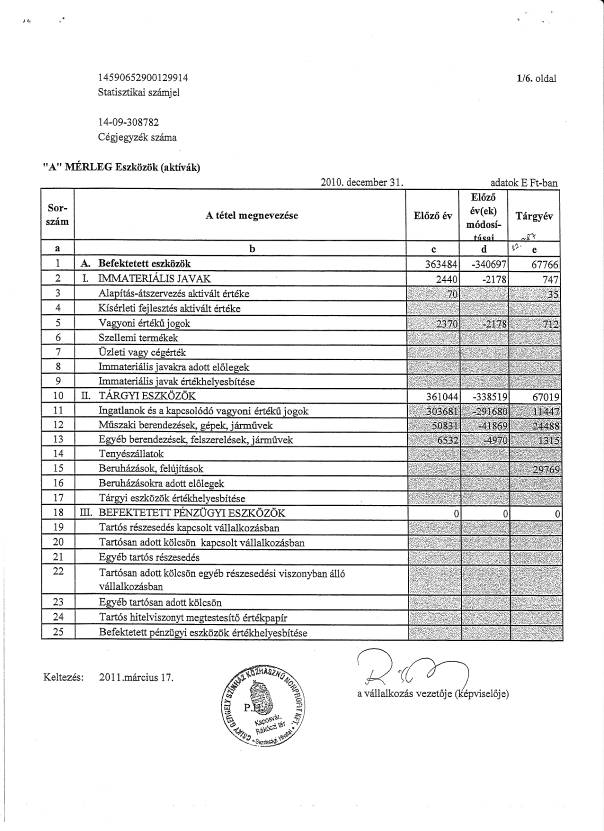 14590652900129914 1/6. oldal
Statisztikai számjel
14-09-308782
Cégjegyzék száma
"A" MÉRLEG Eszközök (aktívák)
2010. december 31. adatok E Ft-ban
Sor-szám A tétel megnevezése Előző év Előző év(ek) módosí-tásai Tárgyév
a b c d e
1 A. Befektetett eszközök 363484 -340697 67766
2 I. IMMATERIÁLIS JAVAK 2440 -2178 747
3 Alapítás-átszervezés aktivált értéke 70 35
4 Kísérleti fejlesztés aktivált értéke
5 Vagyoni értékű jogok 2370 -2178 712
6 Szellemi termékek
7 Üzleti vagy cégérték
8 Immateriális javakra adott előlegek
9 Immateriális javak értékhelyesbítése
10 II. TÁRGYI ESZKÖZÖK 361044 -338519 67019
11 Ingatlanok és a kapcsolódó vagyoni értékű jogok 303681 -291680 11447
12 Műszaki berendezések, gépek, járművek 50831 -41869 24488
13 Egyéb berendezések, felszerelések, járművek 6532 -4970 1315
14 Tenyészállatok
15 Beruházások, felújítások 29769
16 Beruházásokra adott előlegek
17 Tárgyi eszközök értékhelyesbítése
18 III. BEFEKTETETT PÉNZÜGYI ESZKÖZÖK 0 0 0
19 Tartós részesedés kapcsolt vállalkozásban
20 Tartósan adott kölcsön kapcsolt vállalkozásban
21 Egyéb tartós részesedés
22 Tartósan adott kölcsön egyéb részesedési viszonyban álló
vállalkozásban
23 Egyéb tartósan adott kölcsön
24 Tartós hitelviszonyt megtestesítő értékpapír
25 Befektetett pénzügyi eszközök értékhelyesbítése
Keltezés: 2011.március 17.
a vállalkozás vezetője (képviselője)
CSIKY GERGELY SZÍNHÁZ KÖZHASZNÚ NONPROFIT KFT.
Kaposvár,
Rákóczi tér